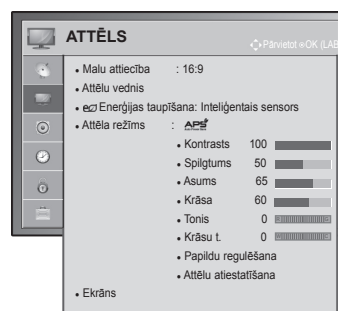 ATTĒLS
Pārvietot OK (LAB
• Malu attiecība : 16:9
• Attēlu vednis
• Enerģijas taupīšana: Inteliģentais sensors
• Attēla režīms : APS
• Kontrasts 100
• Spilgtums 50
• Asums 65
• Krāsa 60
• Tonis 0
• Krāsu t. 0
• Papildu regulēšana
• Attēlu atiestatīšana
• Ekrāns